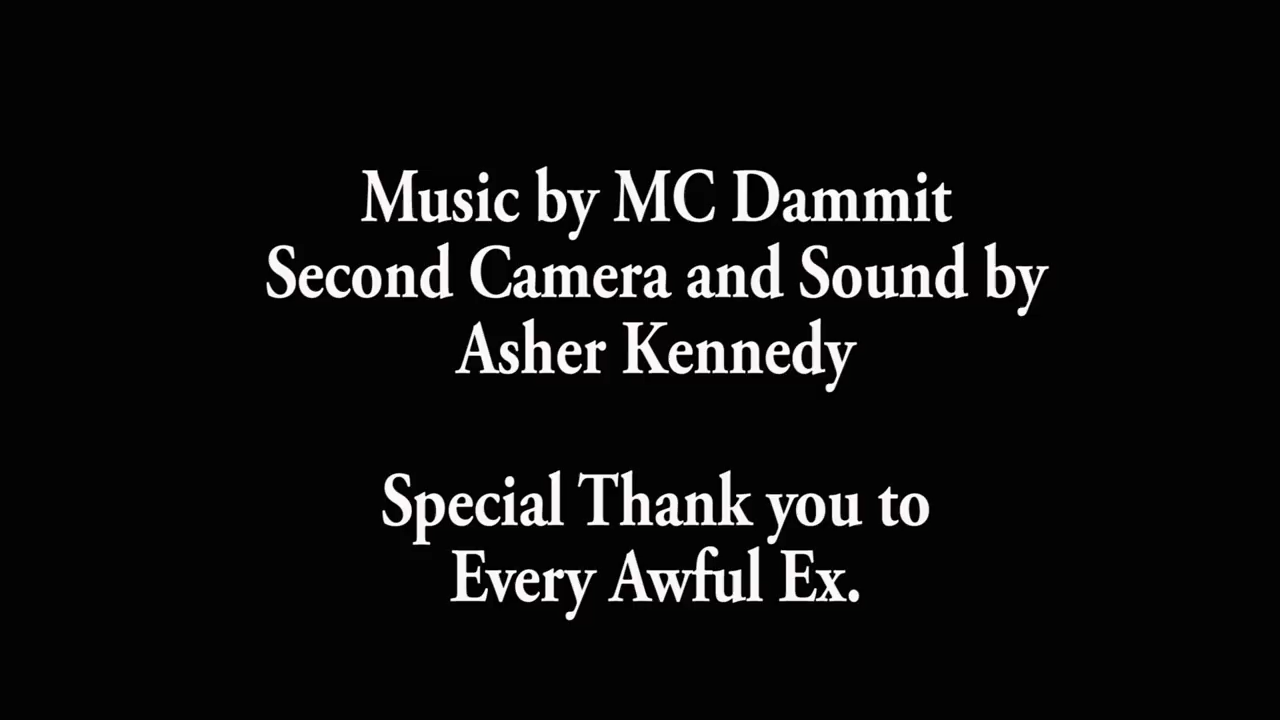 Music by MC Dammit
Second Camera and Sound by
Asher Kennedy
Special Thank you to
Every Awful Ex.